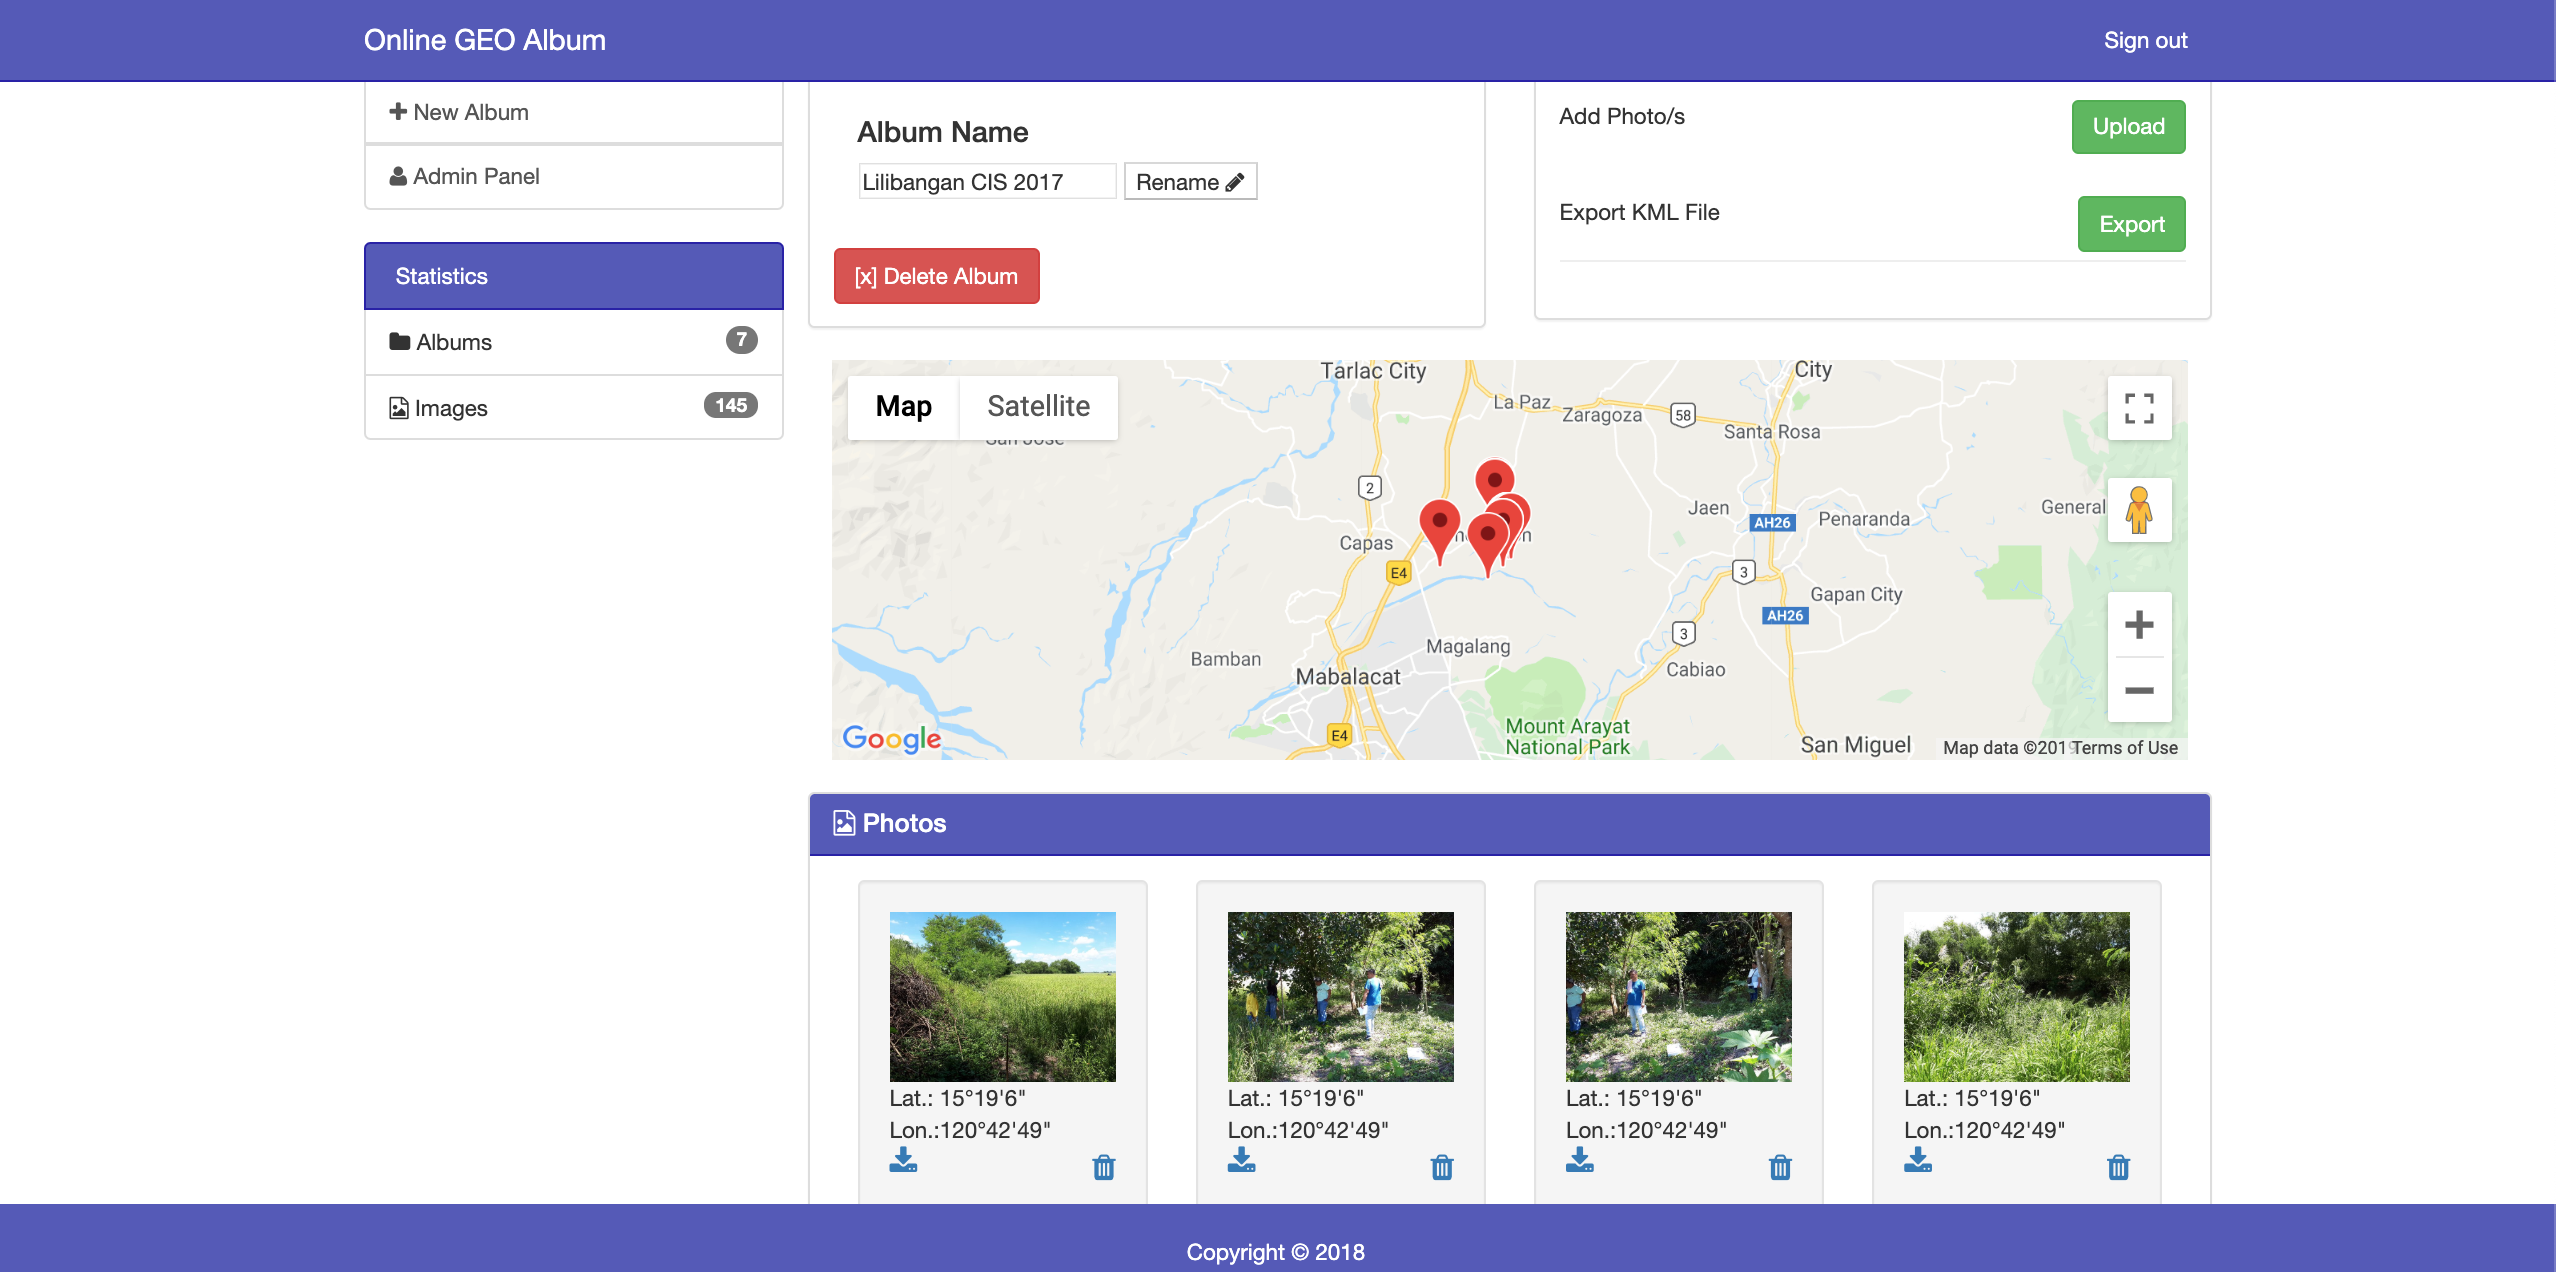 Online GEO Album
Sign out
New Album
Admin Panel
Statistics
Albums 7
Images 145
Album Name
Lilibangan CIS 2017
Rename
[x] Delete Album
Add Photo/s
Upload
Export KML File
Export
Map
Satellite
Tarlac City
City
La Paz
Zaragoza
58
Santa Rosa
San Jose
2
Jaen
AH26
Penaranda
General
Capas
E4
3
Gapan City
AH26
3
Magalang
Bamban
Cabiao
Mabalacat
Mount Arayat
National Park
E4
San Miguel
Google
Map data ©201
Terms of Use
Photos
Lat.: 15°19'6"
Lon.:120°42'49"
Lat.: 15°19'6"
Lon.:120°42'49"
Lat.: 15°19'6"
Lon.:120°42'49"
Lat.: 15°19'6"
Lon.:120°42'49"
Copyright © 2018